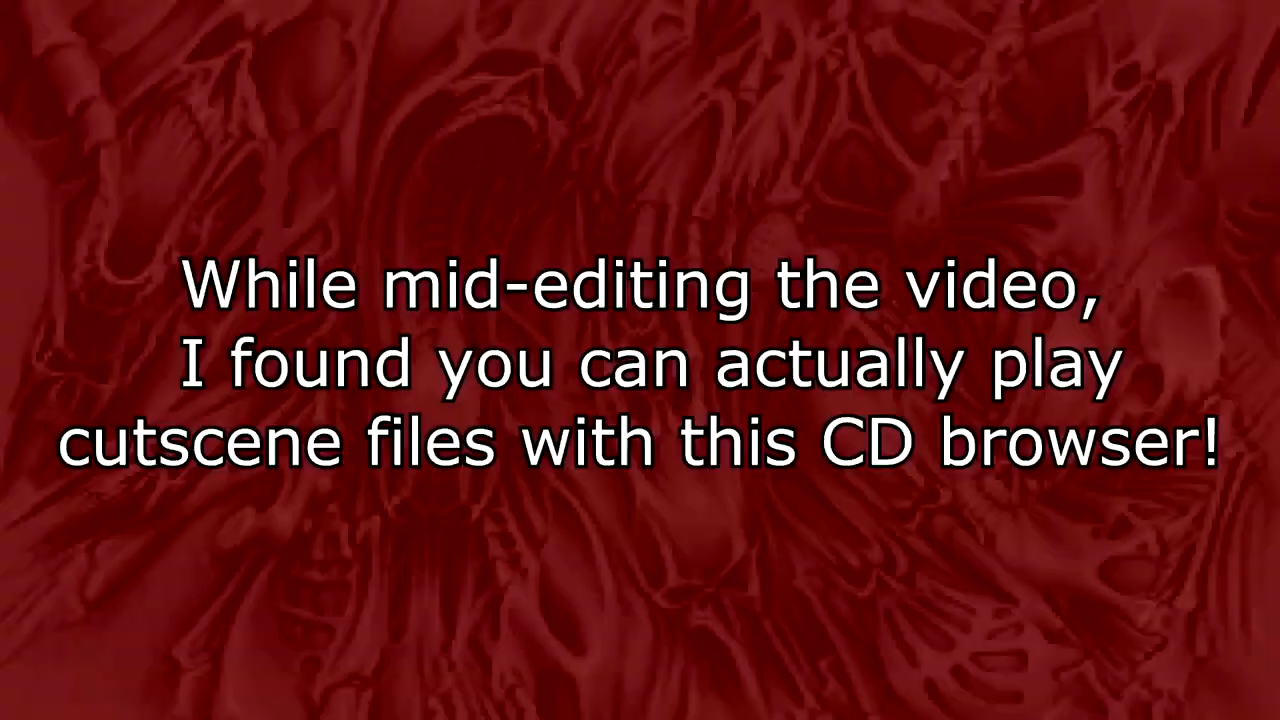 While mid-editing the video,
I found you can actually play
cutscene files with this CD browser!